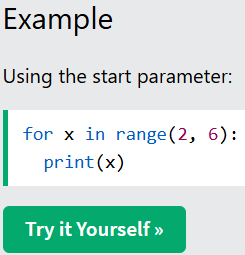 Example
Using the start parameter:
for x in range(2, 6):
  print(x)
Try it Yourself »